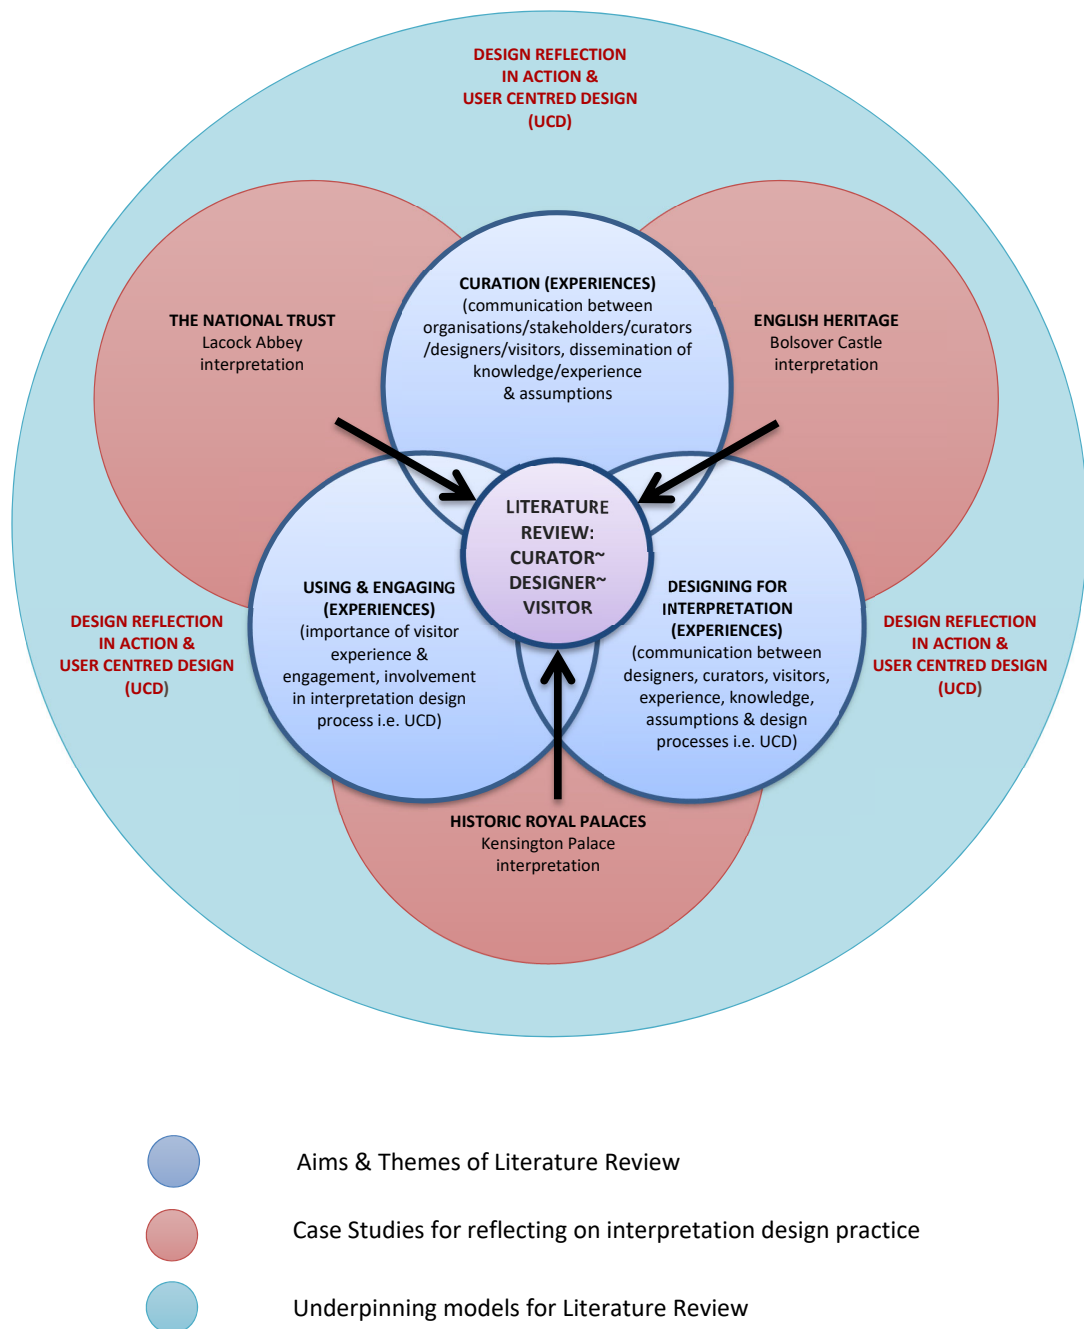 DESIGN REFLECTION
IN ACTION &
USER CENTRED DESIGN
(UCD)
CURATION (EXPERIENCES)
(communication between
organisations/stakeholders/curators
/designers/visitors, dissemination of
knowledge/experience
& assumptions
THE NATIONAL TRUST
Lacock Abbey
interpretation
ENGLISH HERITAGE
Bolsover Castle
interpretation
LITERATURE
REVIEW:
CURATOR~
DESIGNER~
VISITOR
USING & ENGAGING
(EXPERIENCES)
(importance of visitor
experience &
engagement, involvement
in interpretation design
process i.e. UCD)
DESIGNING FOR
INTERPRETATION
(EXPERIENCES)
(communication between
designers, curators, visitors,
experience, knowledge,
assumptions & design
processes i.e. UCD)
DESIGN REFLECTION
IN ACTION &
USER CENTRED DESIGN
(UCD)
DESIGN REFLECTION
IN ACTION &
USER CENTRED DESIGN
(UCD)
HISTORIC ROYAL PALACES
Kensington Palace
interpretation
Aims & Themes of Literature Review
Case Studies for reflecting on interpretation design practice
Underpinning models for Literature Review